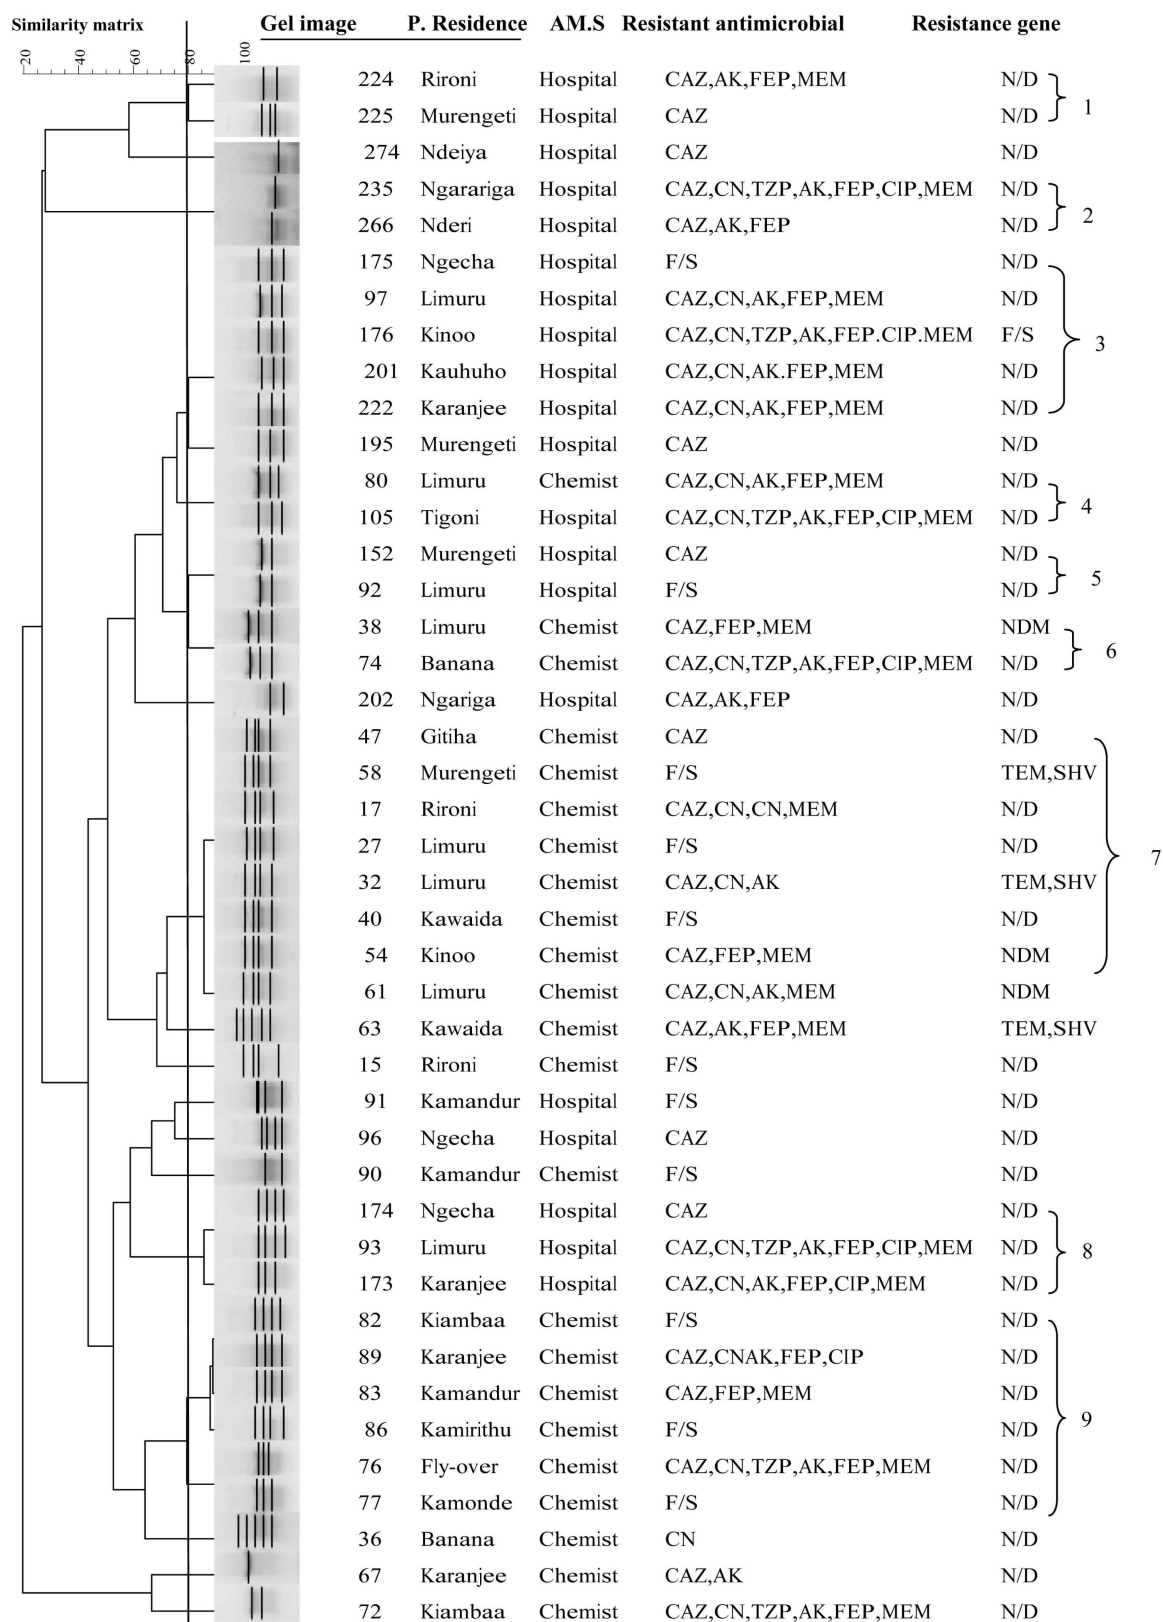 Similarity matrix Gel image P. Residence AM.S Resistant antimicrobial Resistance gene
20 40 60 80 100
224 Rironi Hospital CAZ,AK,FEP,MEM N/D
1
225 Murengeti Hospital CAZ N/D
274 Ndeiya Hospital CAZ N/D
235 Ngarariga Hospital CAZ,CN,TZP,AK,FEP,CIP,MEM N/D
2
266 Nderi Hospital CAZ,AK,FEP N/D
175 Ngecha Hospital F/S N/D
97 Limuru Hospital CAZ,CN,AK,FEP,MEM N/D
176 Kinoo Hospital CAZ,CN,TZP,AK,FEP.CIP.MEM F/S
3
201 Kauhuho Hospital CAZ,CN,AK.FEP,MEM N/D
222 Karanjee Hospital CAZ,CN,AK,FEP,MEM N/D
195 Murengeti Hospital CAZ N/D
80 Limuru Chemist CAZ,CN,AK,FEP,MEM N/D
4
105 Tigoni Hospital CAZ,CN,TZP,AK,FEP,CIP,MEM N/D
152 Murengeti Hospital CAZ N/D
5
92 Limuru Hospital F/S N/D
38 Limuru Chemist CAZ,FEP,MEM NDM
6
74 Banana Chemist CAZ,CN,TZP,AK,FEP,CIP,MEM N/D
202 Ngariga Hospital CAZ,AK,FEP N/D
47 Gitiha Chemist CAZ N/D
58 Murengeti Chemist F/S TEM,SHV
17 Rironi Chemist CAZ,CN,CN,MEM N/D
27 Limuru Chemist F/S N/D
7
32 Limuru Chemist CAZ,CN,AK TEM,SHV
40 Kawaida Chemist F/S N/D
54 Kinoo Chemist CAZ,FEP,MEM NDM
61 Limuru Chemist CAZ,CN,AK,MEM NDM
63 Kawaida Chemist CAZ,AK,FEP,MEM TEM,SHV
15 Rironi Chemist F/S N/D
91 Kamandur Hospital F/S N/D
96 Ngecha Hospital CAZ N/D
90 Kamandur Chemist F/S N/D
174 Ngecha Hospital CAZ N/D
93 Limuru Hospital CAZ,CN,TZP,AK,FEP,CIP,MEM N/D
8
173 Karanjee Hospital CAZ,CN,AK,FEP,CIP,MEM N/D
82 Kiambaa Chemist F/S N/D
89 Karanjee Chemist CAZ,CNAK,FEP,CIP N/D
83 Kamandur Chemist CAZ,FEP,MEM N/D
9
86 Kamirithu Chemist F/S N/D
76 Fly-over Chemist CAZ,CN,TZP,AK,FEP,MEM N/D
77 Kamonde Chemist F/S N/D
36 Banana Chemist CN N/D
67 Karanjee Chemist CAZ,AK N/D
72 Kiambaa Chemist CAZ,CN,TZP,AK,FEP,MEM N/D